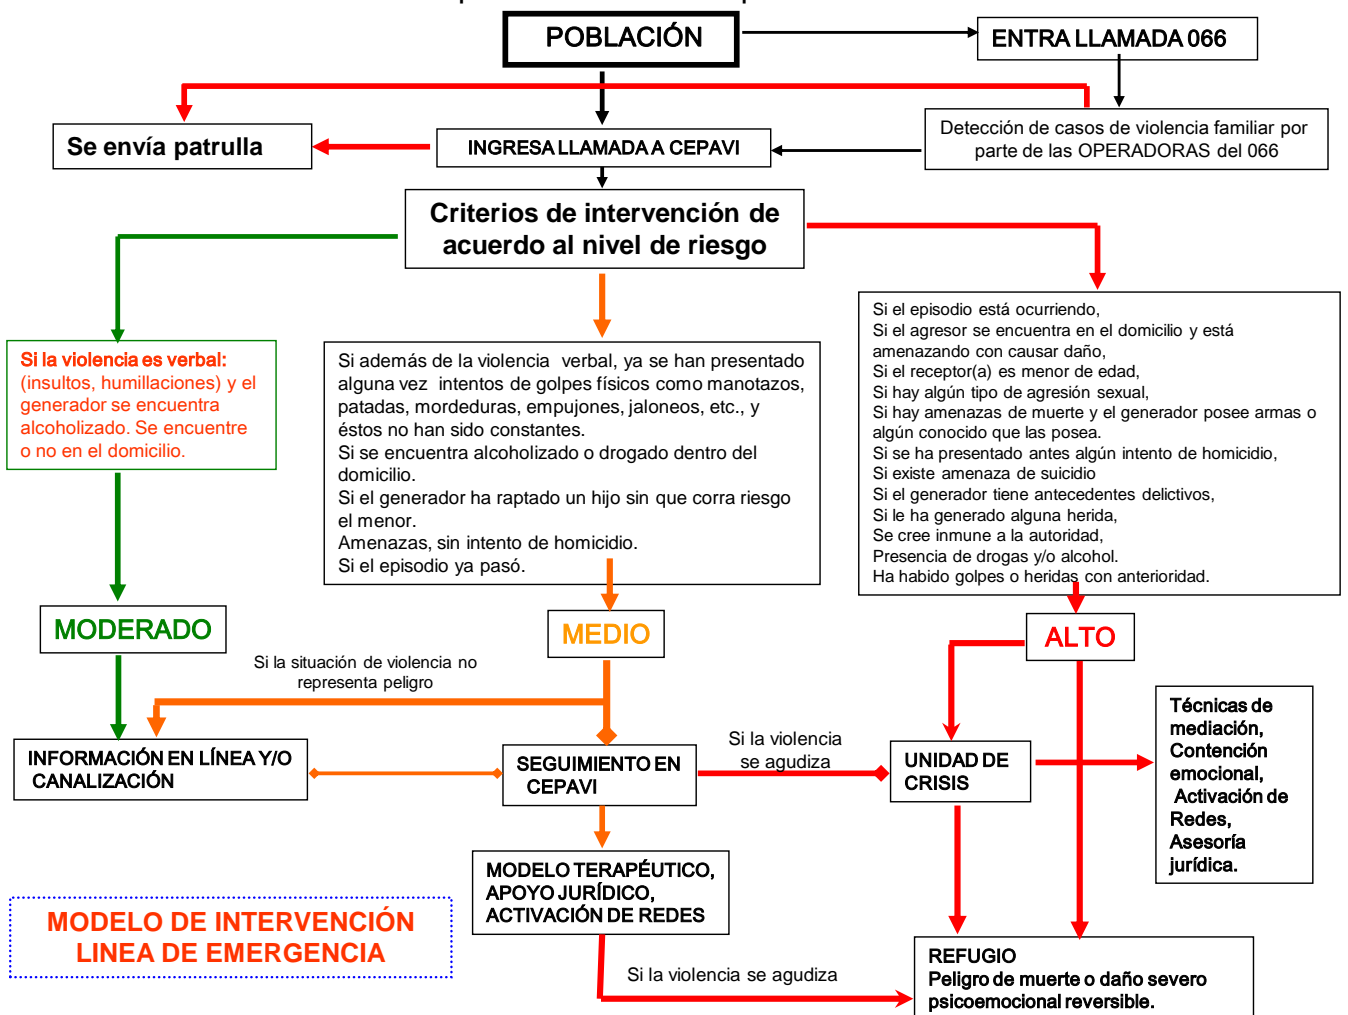 POBLACIÓN
ENTRA LLAMADA 066
Se envía patrulla
INGRESA LLAMADA A CEPAVI
Detección de casos de violencia familiar por
parte de las OPERADORAS del 066
Criterios de intervención de
acuerdo al nivel de riesgo
Si la violencia es verbal:
(insultos, humillaciones) y el
generador se encuentra
alcoholizado. Se encuentre
o no en el domicilio.
Si además de la violencia verbal, ya se han presentado
alguna vez intentos de golpes físicos como manotazos,
patadas, mordeduras, empujones, jaloneos, etc., y
éstos no han sido constantes.
Si se encuentra alcoholizado o drogado dentro del
domicilio.
Si el generador ha raptado un hijo sin que corra riesgo
el menor.
Amenazas, sin intento de homicidio.
Si el episodio ya pasó.
Si el episodio está ocurriendo,
Si el agresor se encuentra en el domicilio y está
amenazando con causar daño,
Si el receptor(a) es menor de edad,
Si hay algún tipo de agresión sexual,
Si hay amenazas de muerte y el generador posee armas o
algún conocido que las posea.
Si se ha presentado antes algún intento de homicidio,
Si existe amenaza de suicidio
Si el generador tiene antecedentes delictivos,
Si le ha generado alguna herida,
Se cree inmune a la autoridad,
Presencia de drogas y/o alcohol.
Ha habido golpes o heridas con anterioridad.
MODERADO
MEDIO
ALTO
Si la situación de violencia no
representa peligro
INFORMACIÓN EN LÍNEA Y/O
CANALIZACIÓN
SEGUIMIENTO EN
CEPAVI
Si la violencia
se agudiza
UNIDAD DE
CRISIS
Técnicas de
mediación,
Contención
emocional,
Activación de
Redes,
Asesoría
jurídica.
MODELO TERAPÉUTICO,
APOYO JURÍDICO,
ACTIVACIÓN DE REDES
MODELO DE INTERVENCIÓN
LINEA DE EMERGENCIA
Si la violencia se agudiza
REFUGIO
Peligro de muerte o daño severo
psicoemocional reversible.